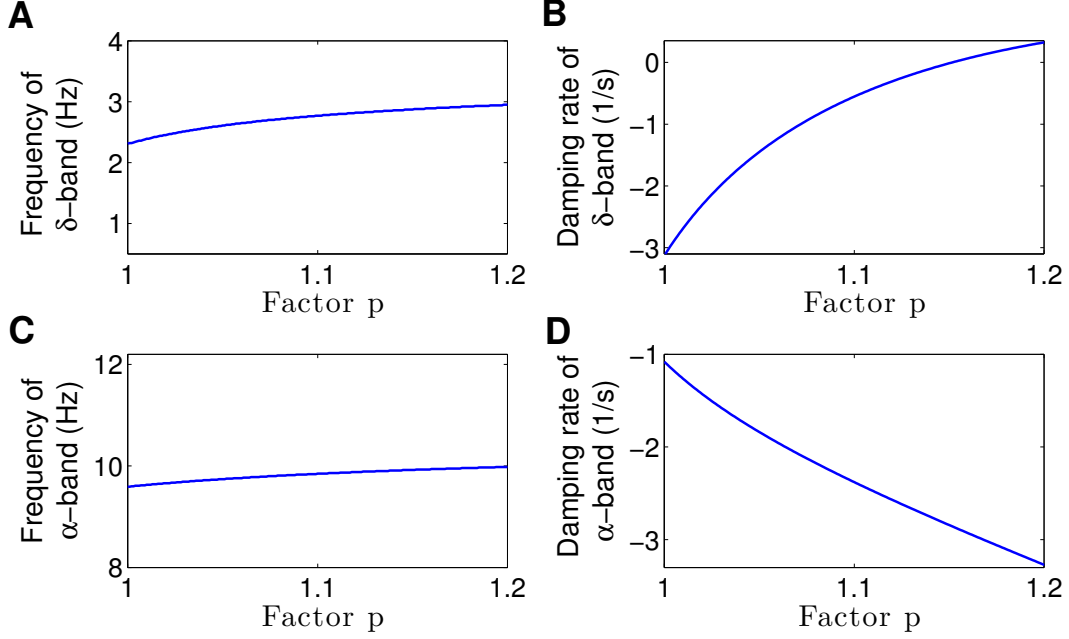 A
Frequency of
δ−band (Hz)
4
3
2
1
1
1.1
1.2
Factor p
B
Damping rate of
δ−band (1/s)
0
−1
−2
−3
1
1.1
1.2
Factor p
C
Frequency of
α−band (Hz)
12
10
8
1
1.1
1.2
Factor p
D
Damping rate of
α−band (1/s)
−1
−2
−3
1
1.1
1.2
Factor p